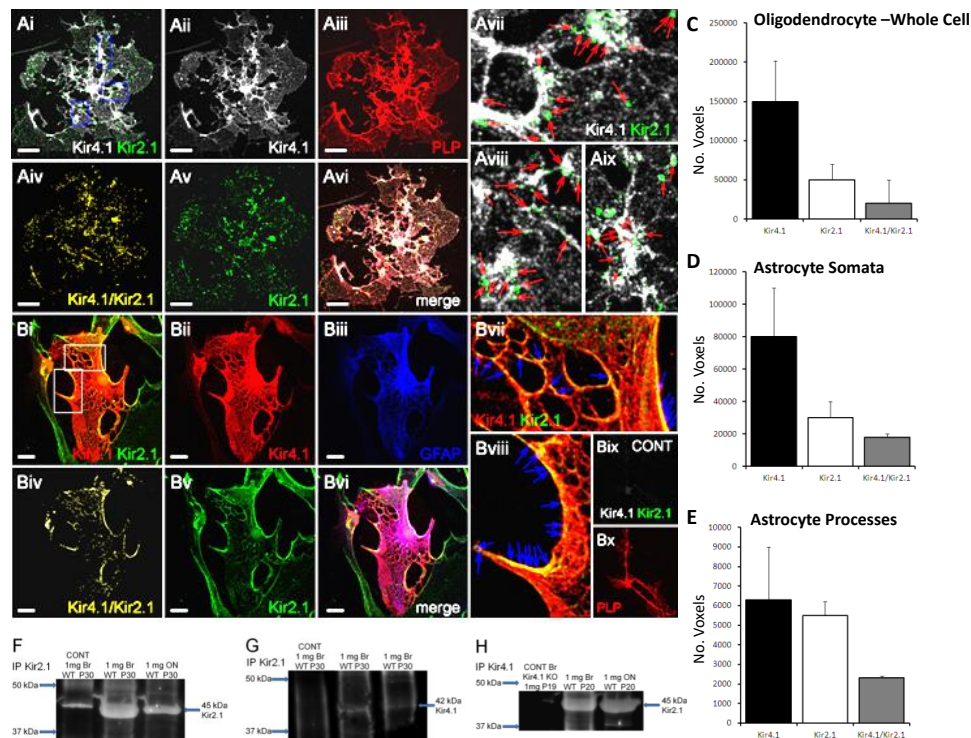 Ai
Kir4.1 Kir2.1
Aii
Kir4.1
Aiii
PLP
Avii
Kir4.1 Kir2.1
Aiv
Kir4.1/Kir2.1
Av
Kir2.1
Avi
merge
Aviii
Aix
Bi
Kir4.1 Kir2.1
Bii
Kir4.1
Biii
GFAP
Bvii
Kir4.1 Kir2.1
Biv
Kir4.1/Kir2.1
Bv
Kir2.1
Bvi
merge
Bviii
Bix
CONT
Kir4.1 Kir2.1
Bx
PLP
C
Oligodendrocyte –Whole Cell
No. Voxels
250000
200000
150000
100000
50000
0
Kir4.1 Kir2.1 Kir4.1/Kir2.1
D
Astrocyte Somata
No. Voxels
120000
100000
80000
60000
40000
20000
0
Kir4.1 Kir2.1 Kir4.1/Kir2.1
E
Astrocyte Processes
No. Voxels
10000
9000
8000
7000
6000
5000
4000
3000
2000
1000
0
Kir4.1 Kir2.1 Kir4.1/Kir2.1
F
IP Kir2.1
CONT
1mg Br 1 mg Br 1 mg ON
WT P30 WT P30 WT P30
50 kDa
37 kDa
45 kDa
Kir2.1
G
IP Kir2.1
CONT
1 mg Br 1 mg Br 1 mg Br
WT P30 WT P30 WT P30
50 kDa
37 kDa
42 kDa
Kir4.1
H
IP Kir4.1
CONT Br
Kir4.1 KO 1 mg Br 1 mg ON
1mg P19 WT P20 WT P20
50 kDa
37 kDa
45 kDa
Kir2.1